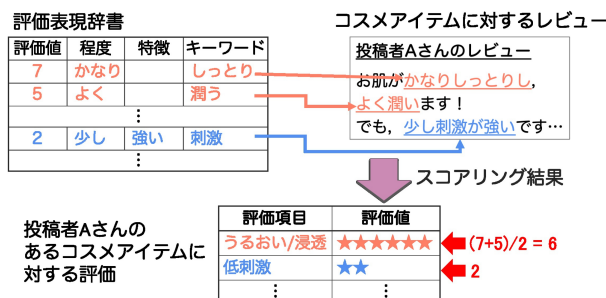 評価表現辞書
評価値 程度 特徴 キーワード
7 かなり しっとり
5 よく 潤う
⋮
2 少し 強い 刺激
⋮
コスメアイテムに対するレビュー
投稿者Aさんのレビュー
お肌がかなりしっとりし,
よく潤います！
でも, 少し刺激が強いです…
スコアリング結果
投稿者Aさんの
あるコスメアイテムに
対する評価
評価項目 評価値
うるおい/浸透 ★★★★★★
低刺激 ★★
⋮ ⋮
(7+5)/2 = 6
2